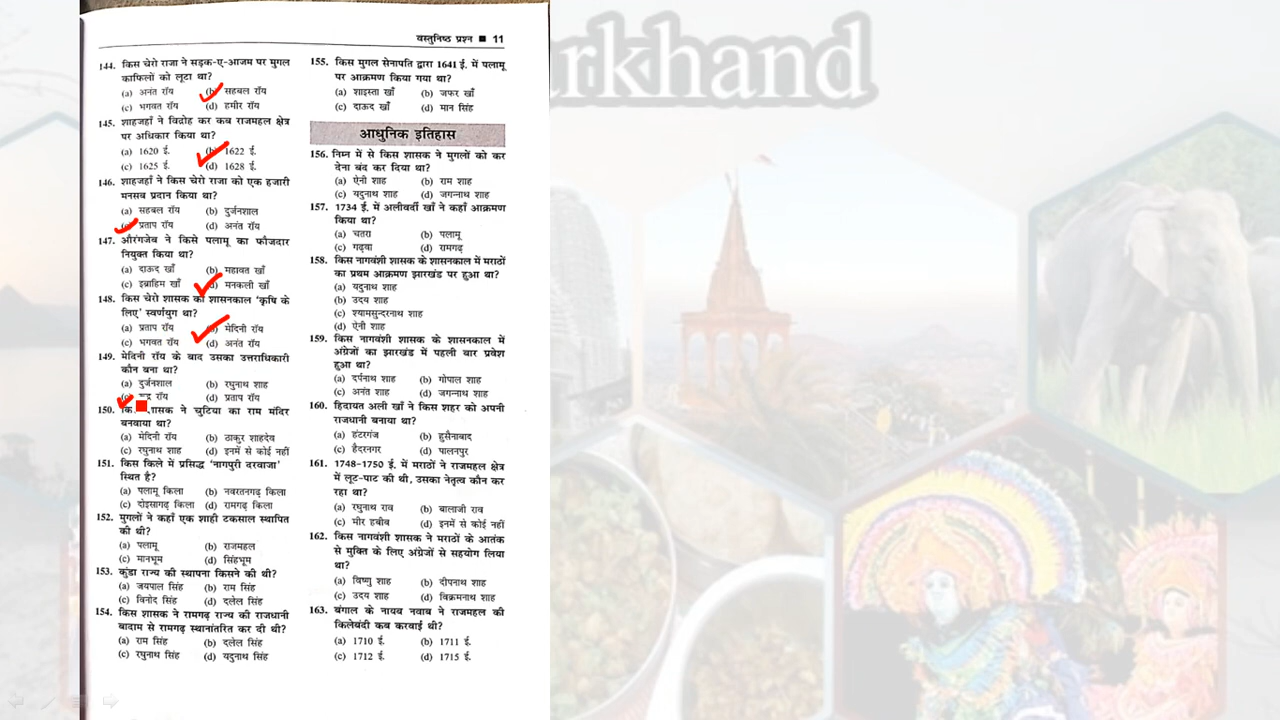 वस्तुनिष्ठ प्रश्न ■ 11
144. किस चेरो राजा ने सड़क-ए-आजम पर मुगल
काफिलों को लूटा था?
(a) अनंत रॉय (b) सहबल रॉय
(c) भगवत रॉय (d) हमीर रॉय
145. शाहजहाँ ने विद्रोह कर कब राजमहल क्षेत्र
पर अधिकार किया था?
(a) 1620 ई. (b) 1622 ई.
(c) 1625 ई. (d) 1628 ई.
146. शाहजहाँ ने किस चेरो राजा को एक हजारी
मनसब प्रदान किया था?
(a) सहबल रॉय (b) दुर्जनशाल
प्रताप रॉय (d) अनंत रॉय
147. औरंगजेब ने किसे पलामू का फौजदार
नियुक्त किया था?
(a) दाऊद खाँ (b) महावत खाँ
(c) इब्राहिम खाँ मनकली खाँ
148. किस चेरो शासक का शासनकाल 'कृषि के
लिए' स्वर्णयुग था?
(a) प्रताप रॉय मेदिनी रॉय
(c) भगवत रॉय (d) अनंत रॉय
149. मेदिनी रॉय के बाद उसका उत्तराधिकारी
कौन बना था?
(a) दुर्जनशाल (b) रघुनाथ शाह
रॉय (d) प्रताप रॉय
150. ने चुटिया का राम मंदिर
बनवाया था?
(a) मेदिनी रॉय (b) ठाकुर शाहदेव
(c) रघुनाथ शाह (d) इनमें से कोई नहीं
151. किस किले में प्रसिद्ध 'नागपुरी दरवाजा'
स्थित है?
(a) पलामू किला (b) नवरतनगढ़ किला
(c) दोइसागढ़ किला (d) रामगढ़ किला
152. मुगलों ने कहाँ एक शाही टकसाल स्थापित
की थी?
(a) पलामू (b) राजमहल
(c) मानभूम (d) सिंहभूम
153. कुंडा राज्य की स्थापना किसने की थी?
(a) जयपाल सिंह (b) राम सिंह
(c) विनोद सिंह (d) दलेल सिंह
154. किस शासक ने रामगढ़ राज्य की राजधानी
बादाम से रामगढ़ स्थानांतरित कर दी थी?
(a) राम सिंह (b) दलेल सिंह
(c) रघुनाथ सिंह (d) यदुनाथ सिंह
155. किस मुगल सेनापति द्वारा 1641 ई. में पलामू
पर आक्रमण किया गया था?
(a) शाइस्ता खाँ (b) जफर खाँ
(c) दाऊद खाँ (d) मान सिंह
आधुनिक इतिहास
156. निम्न में से किस शासक ने मुगलों को कर
देना बंद कर दिया था?
(a) ऐनी शाह (b) राम शाह
(c) यदुनाथ शाह (d) जगन्नाथ शाह
157. 1734 ई. में अलीवर्दी खाँ ने कहाँ आक्रमण
किया था?
(a) चतरा (b) पलामू
(c) गढ़वा (d) रामगढ़
158. किस नागवंशी शासक के शासनकाल में मराठों
का प्रथम आक्रमण झारखंड पर हुआ था?
(a) यदुनाथ शाह
(b) उदय शाह
(c) श्यामसुन्दरनाथ शाह
(d) ऐनी शाह
159. किस नागवंशी शासक के शासनकाल में
अंग्रेजों का झारखंड में पहली बार प्रवेश
हुआ था?
(a) दर्पनाथ शाह (b) गोपाल शाह
(c) अनंत शाह (d) जगन्नाथ शाह
160. हिदायत अली खाँ ने किस शहर को अपनी
राजधानी बनाया था?
(a) हंटरगंज (b) हुसैनाबाद
(c) हैदरनगर (d) पालनपुर
161. 1748-1750 ई. में मराठों ने राजमहल क्षेत्र
में लूट-पाट की थी, उसका नेतृत्व कौन कर
रहा था?
(a) रघुनाथ राव (b) बालाजी राव
(c) मीर हबीब (d) इनमें से कोई नहीं
162. किस नागवंशी शासक ने मराठों के आतंक
से मुक्ति के लिए अंग्रेजों से सहयोग लिया
था?
(a) विष्णु शाह (b) दीपनाथ शाह
(c) उदय शाह (d) विक्रमनाथ शाह
163. बंगाल के नायब नवाब ने राजमहल की
किलेबंदी कब करवाई थी?
(a) 1710 ई. (b) 1711 ई.
(c) 1712 ई. (d) 1715 ई.
arkhand